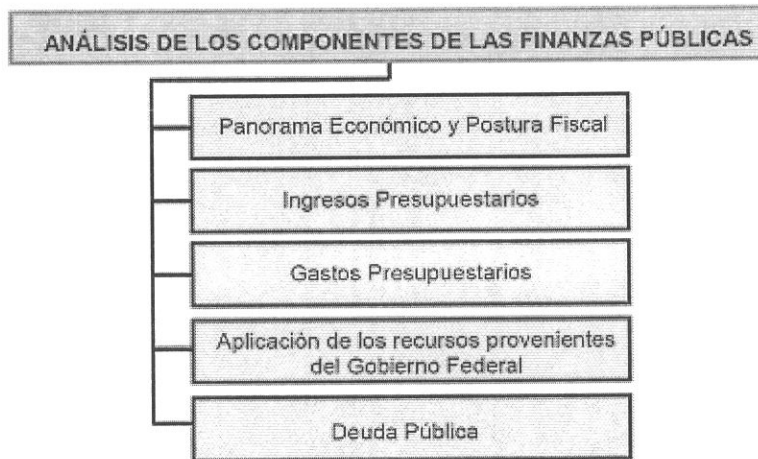 ANÁLISIS DE LOS COMPONENTES DE LAS FINANZAS PÚBLICAS
Panorama Económico y Postura Fiscal
Ingresos Presupuestarios
Gastos Presupuestarios
Aplicación de los recursos provenientes
del Gobierno Federal
Deuda Pública